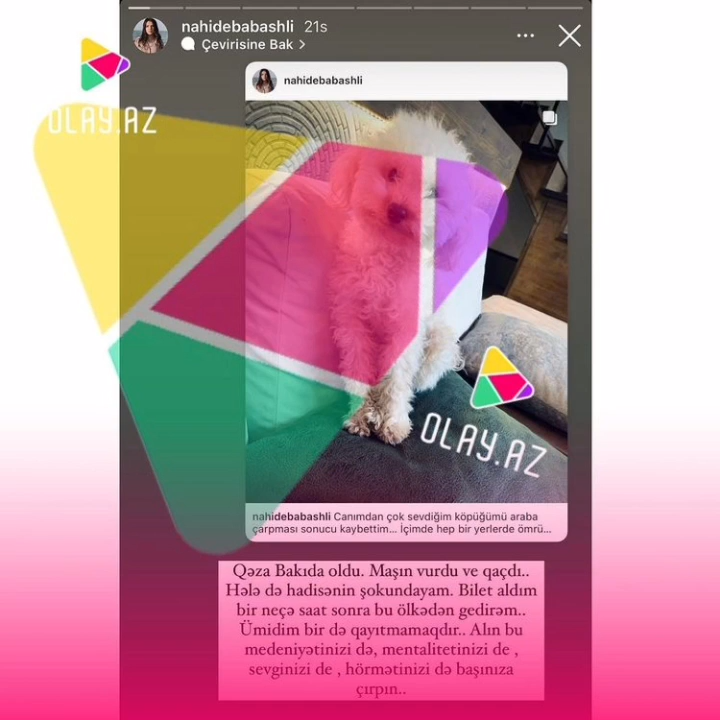 nahidebabashli 21s
Çevirisine Bak >
OLAY.AZ
nahidebabashli
OLAY.AZ
nahidebabashli Canımdan çok sevdiğim köpüğümü araba
çarpması sonucu kaybettim... İçimde hep bir yerlerde ömrü...
Qəza Bakıda oldu. Maşın vurdu ve qaçdı..
Hələ də hadisənin şokundayam. Bilet aldım
bir neçə saat sonra bu ölkədən gedirəm..
Ümidim bir də qayıtmamaqdır.. Alın bu
medeniyətinizi də, mentalitetinizi de ,
sevginizi de , hörmətinizi də başınıza
çırpın..